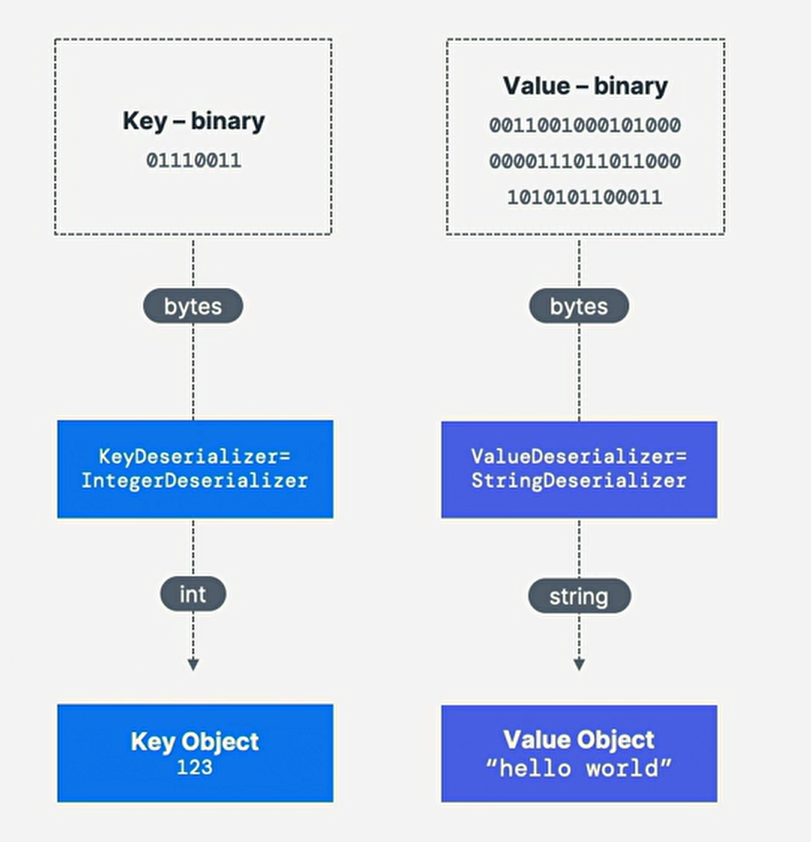 Key – binary
01110011
bytes
KeyDeserializer=
IntegerDeserializer
int
Key Object
123
Value – binary
0011001000101000
0000111011011000
1010101100011
bytes
ValueDeserializer=
StringDeserializer
string
Value Object
“hello world”